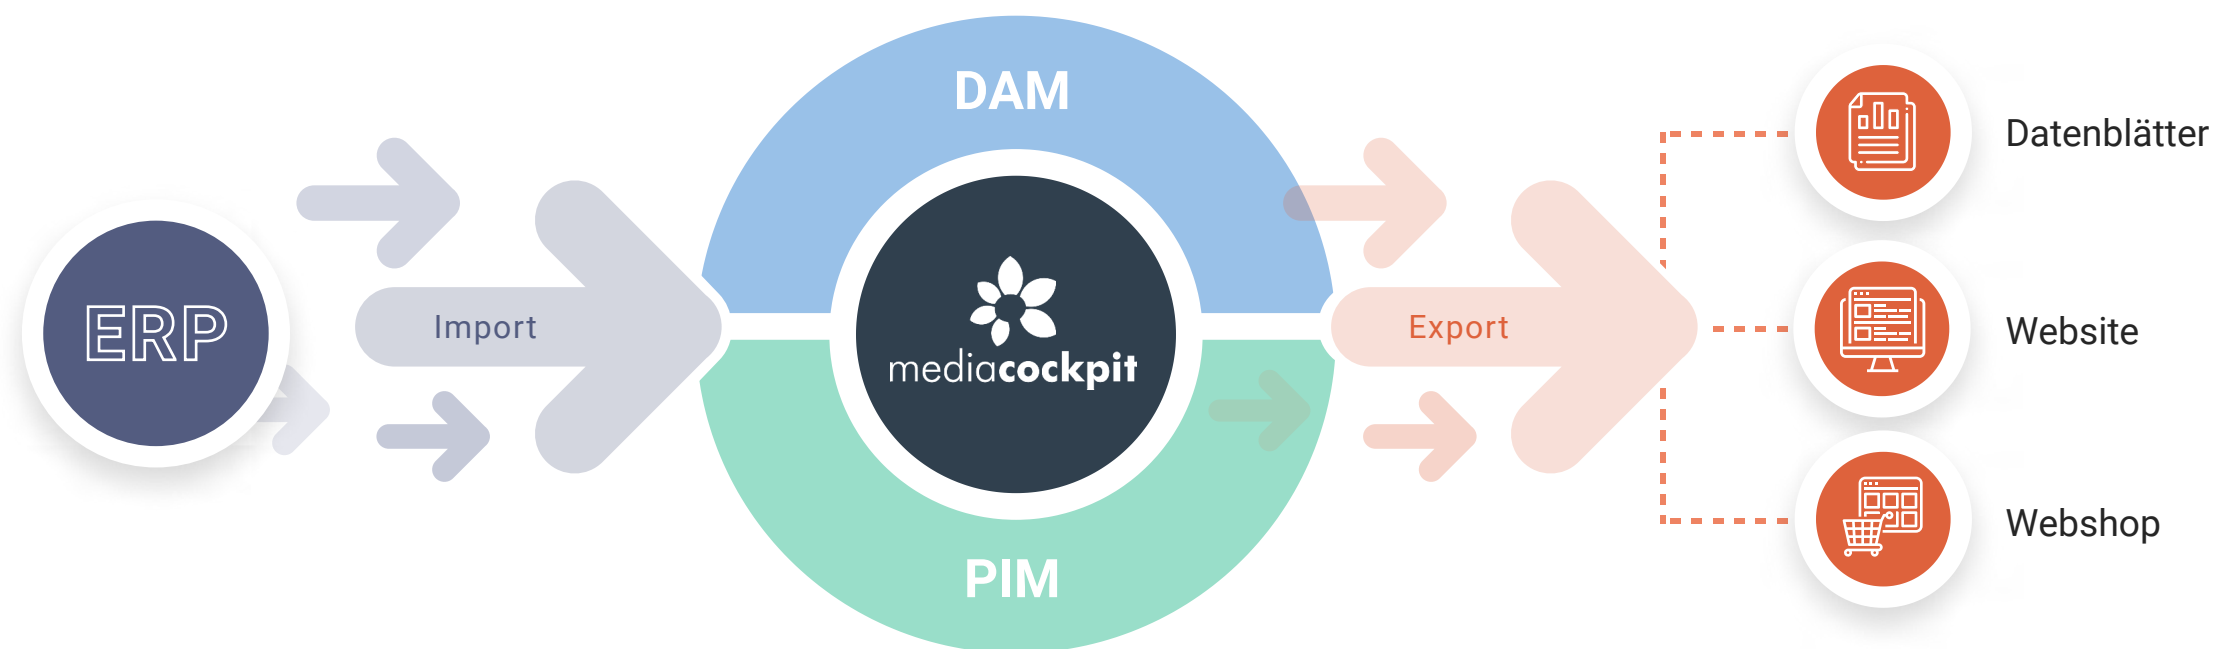 ERP
Import
DAM
mediacockpit
PIM
Export
Datenblätter
Website
Webshop